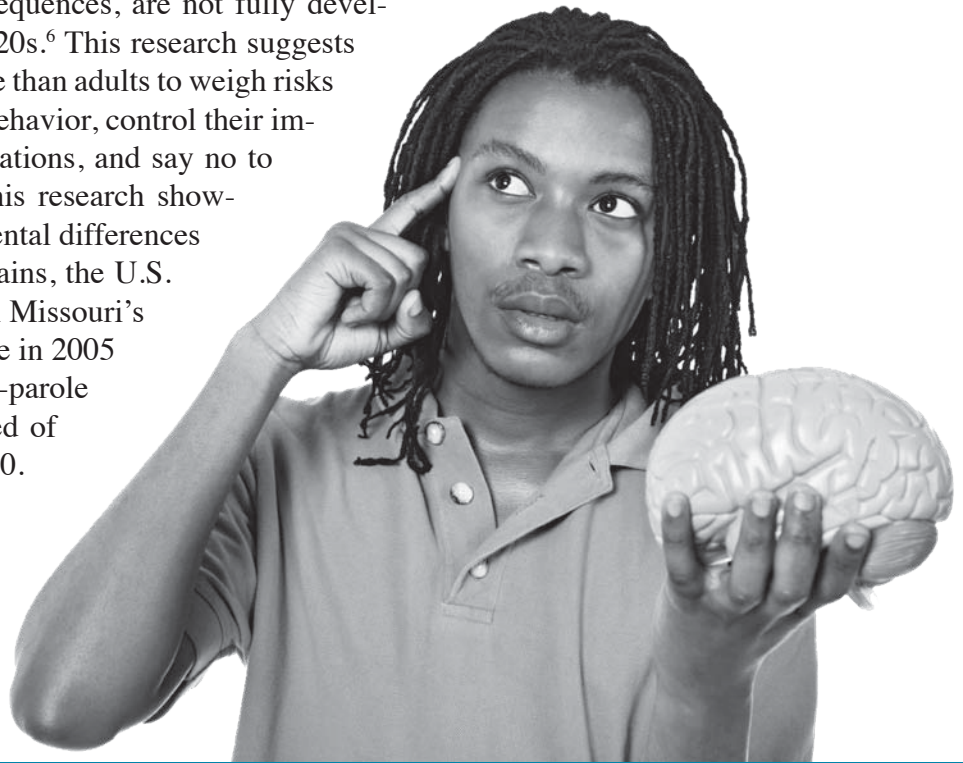 equences, are not fully devel-
20s.⁶ This research suggests
e than adults to weigh risks
ehavior, control their im-
ations, and say no to
his research show-
ental differences
ains, the U.S.
Missouri's
e in 2005
-parole
ed of
0.